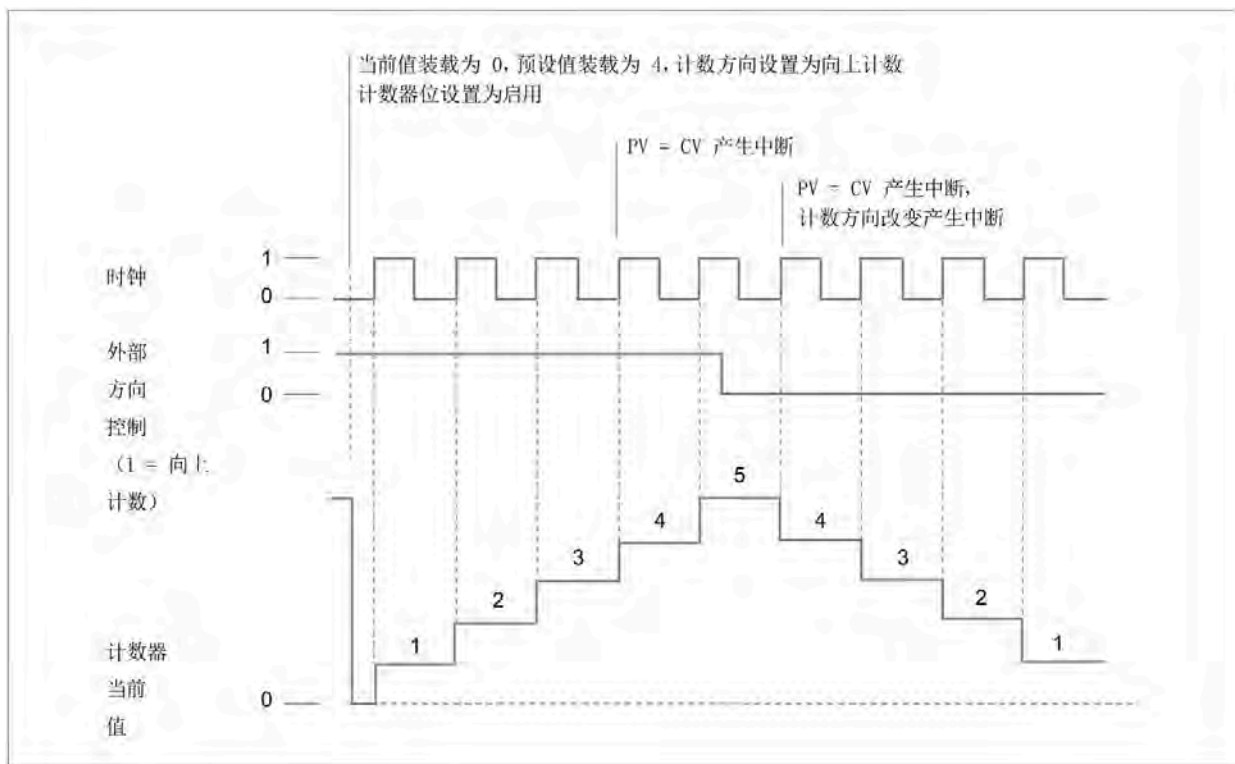 当前值装载为 0, 预设值装载为 4, 计数方向设置为向上计数
计数器位设置为启用
PV = CV 产生中断
PV = CV 产生中断,
计数方向改变产生中断
时钟
1
0
外部
方向
控制
(1 = 向上
计数)
1
0
5
4
4
3
3
2
2
1
1
计数器
当前
值
0